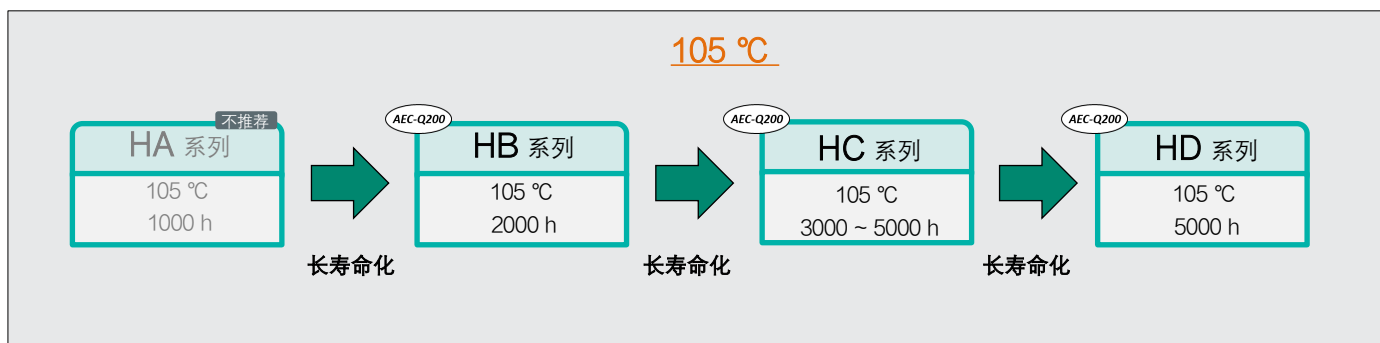 105 ℃
不推荐
HA 系列
105 ℃
1000 h
长寿命化
AEC-Q200
HB 系列
105 ℃
2000 h
长寿命化
AEC-Q200
HC 系列
105 ℃
3000 ~ 5000 h
长寿命化
AEC-Q200
HD 系列
105 ℃
5000 h